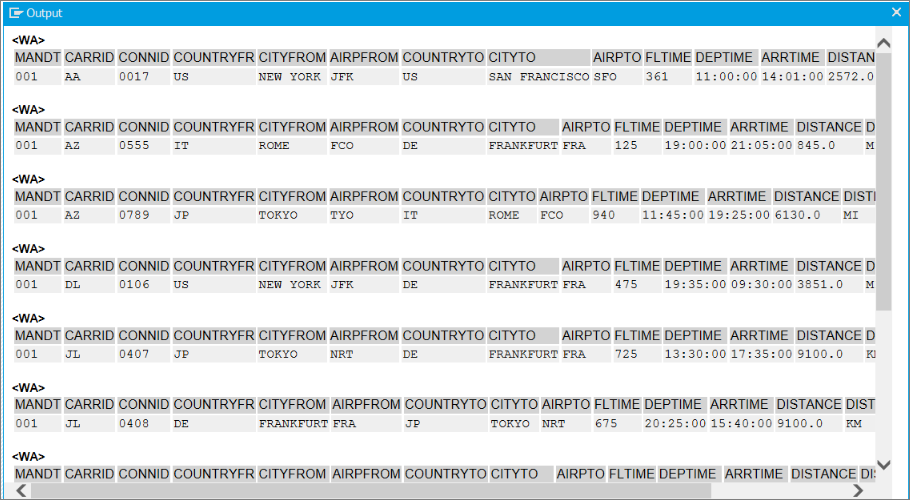 Output
<WA>
MANDT CARRID CONNID COUNTRYFR CITYFROM AIRPFROM COUNTRYTO CITYTO AIRPTO FLTIME DEPTIME ARRTIME DISTAN
001 AA 0017 US NEW YORK JFK US SAN FRANCISCO SFO 361 11:00:00 14:01:00 2572.0
<WA>
MANDT CARRID CONNID COUNTRYFR CITYFROM AIRPFROM COUNTRYTO CITYTO AIRPTO FLTIME DEPTIME ARRTIME DISTANCE D
001 AZ 0555 IT ROME FCO DE FRANKFURT FRA 125 19:00:00 21:05:00 845.0 M
<WA>
MANDT CARRID CONNID COUNTRYFR CITYFROM AIRPFROM COUNTRYTO CITYTO AIRPTO FLTIME DEPTIME ARRTIME DISTANCE DISTI
001 AZ 0789 JP TOKYO TYO IT ROME FCO 940 11:45:00 19:25:00 6130.0 MI
<WA>
MANDT CARRID CONNID COUNTRYFR CITYFROM AIRPFROM COUNTRYTO CITYTO AIRPTO FLTIME DEPTIME ARRTIME DISTANCE D
001 DL 0106 US NEW YORK JFK DE FRANKFURT FRA 475 19:35:00 09:30:00 3851.0 M
<WA>
MANDT CARRID CONNID COUNTRYFR CITYFROM AIRPFROM COUNTRYTO CITYTO AIRPTO FLTIME DEPTIME ARRTIME DISTANCE D
001 JL 0407 JP TOKYO NRT DE FRANKFURT FRA 725 13:30:00 17:35:00 9100.0 KM
<WA>
MANDT CARRID CONNID COUNTRYFR CITYFROM AIRPFROM COUNTRYTO CITYTO AIRPTO FLTIME DEPTIME ARRTIME DISTANCE DIST
001 JL 0408 DE FRANKFURT FRA JP TOKYO NRT 675 20:25:00 15:40:00 9100.0 KM
<WA>
MANDT CARRID CONNID COUNTRYFR CITYFROM AIRPFROM COUNTRYTO CITYTO AIRPTO FLTIME DEPTIME ARRTIME DISTANCE DIS